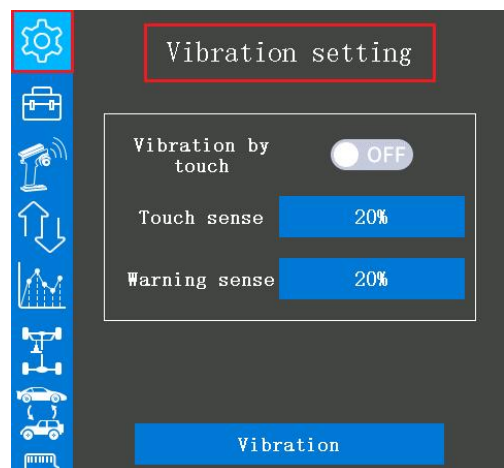 Vibration setting
Vibration by
touch
OFF
Touch sense
20%
Warning sense
20%
Vibration